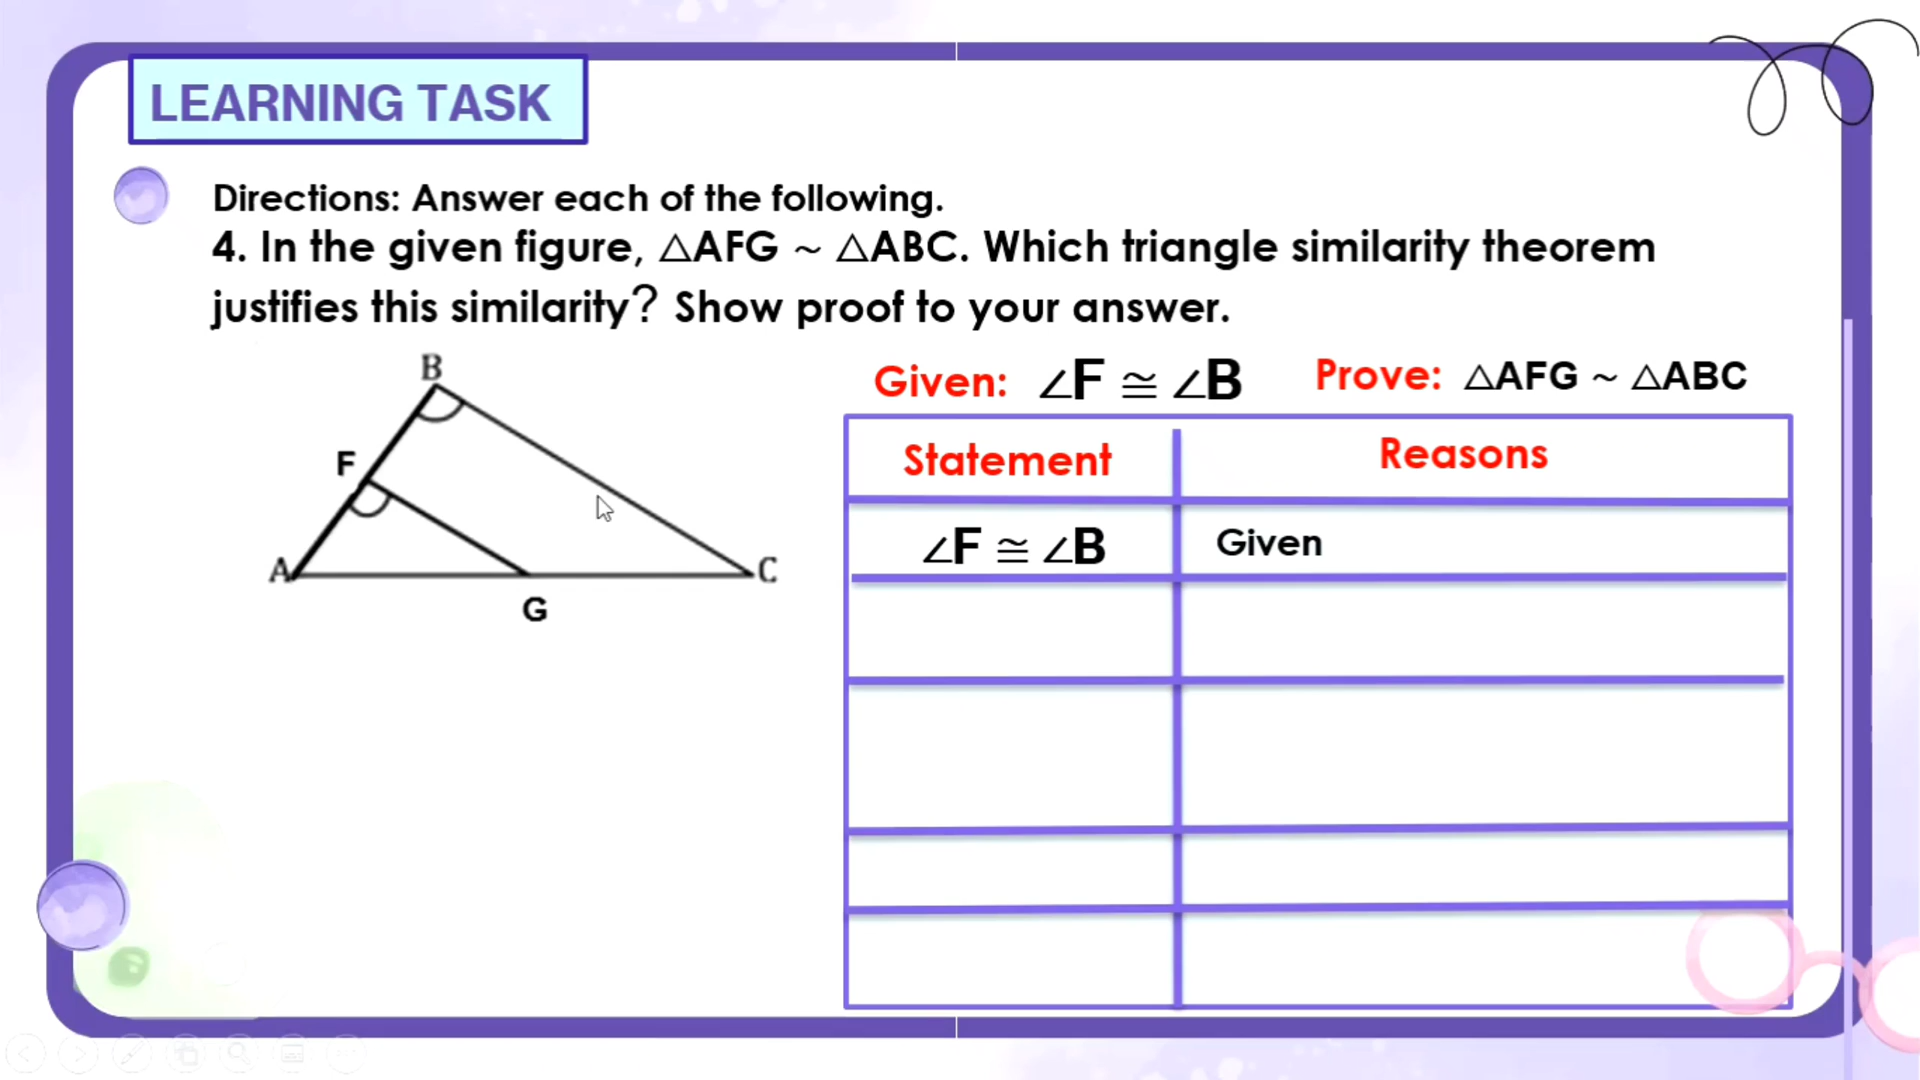 LEARNING TASK
Directions: Answer each of the following.
4. In the given figure, △AFG ~ △ABC. Which triangle similarity theorem
justifies this similarity? Show proof to your answer.
B
F
A
C
G
Given: ∠F ≅ ∠B
Prove: △AFG ~ △ABC
Statement
Reasons
∠F ≅ ∠B
Given